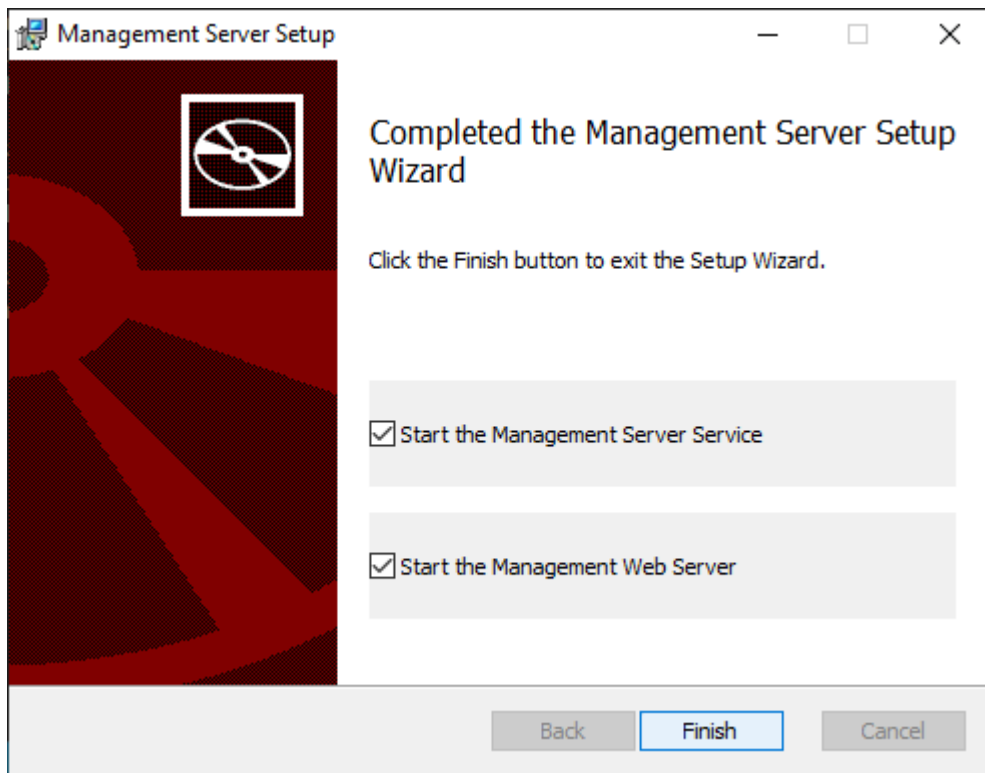 Management Server Setup
Completed the Management Server Setup
Wizard
Click the Finish button to exit the Setup Wizard.
Start the Management Server Service
Start the Management Web Server
Back
Finish
Cancel